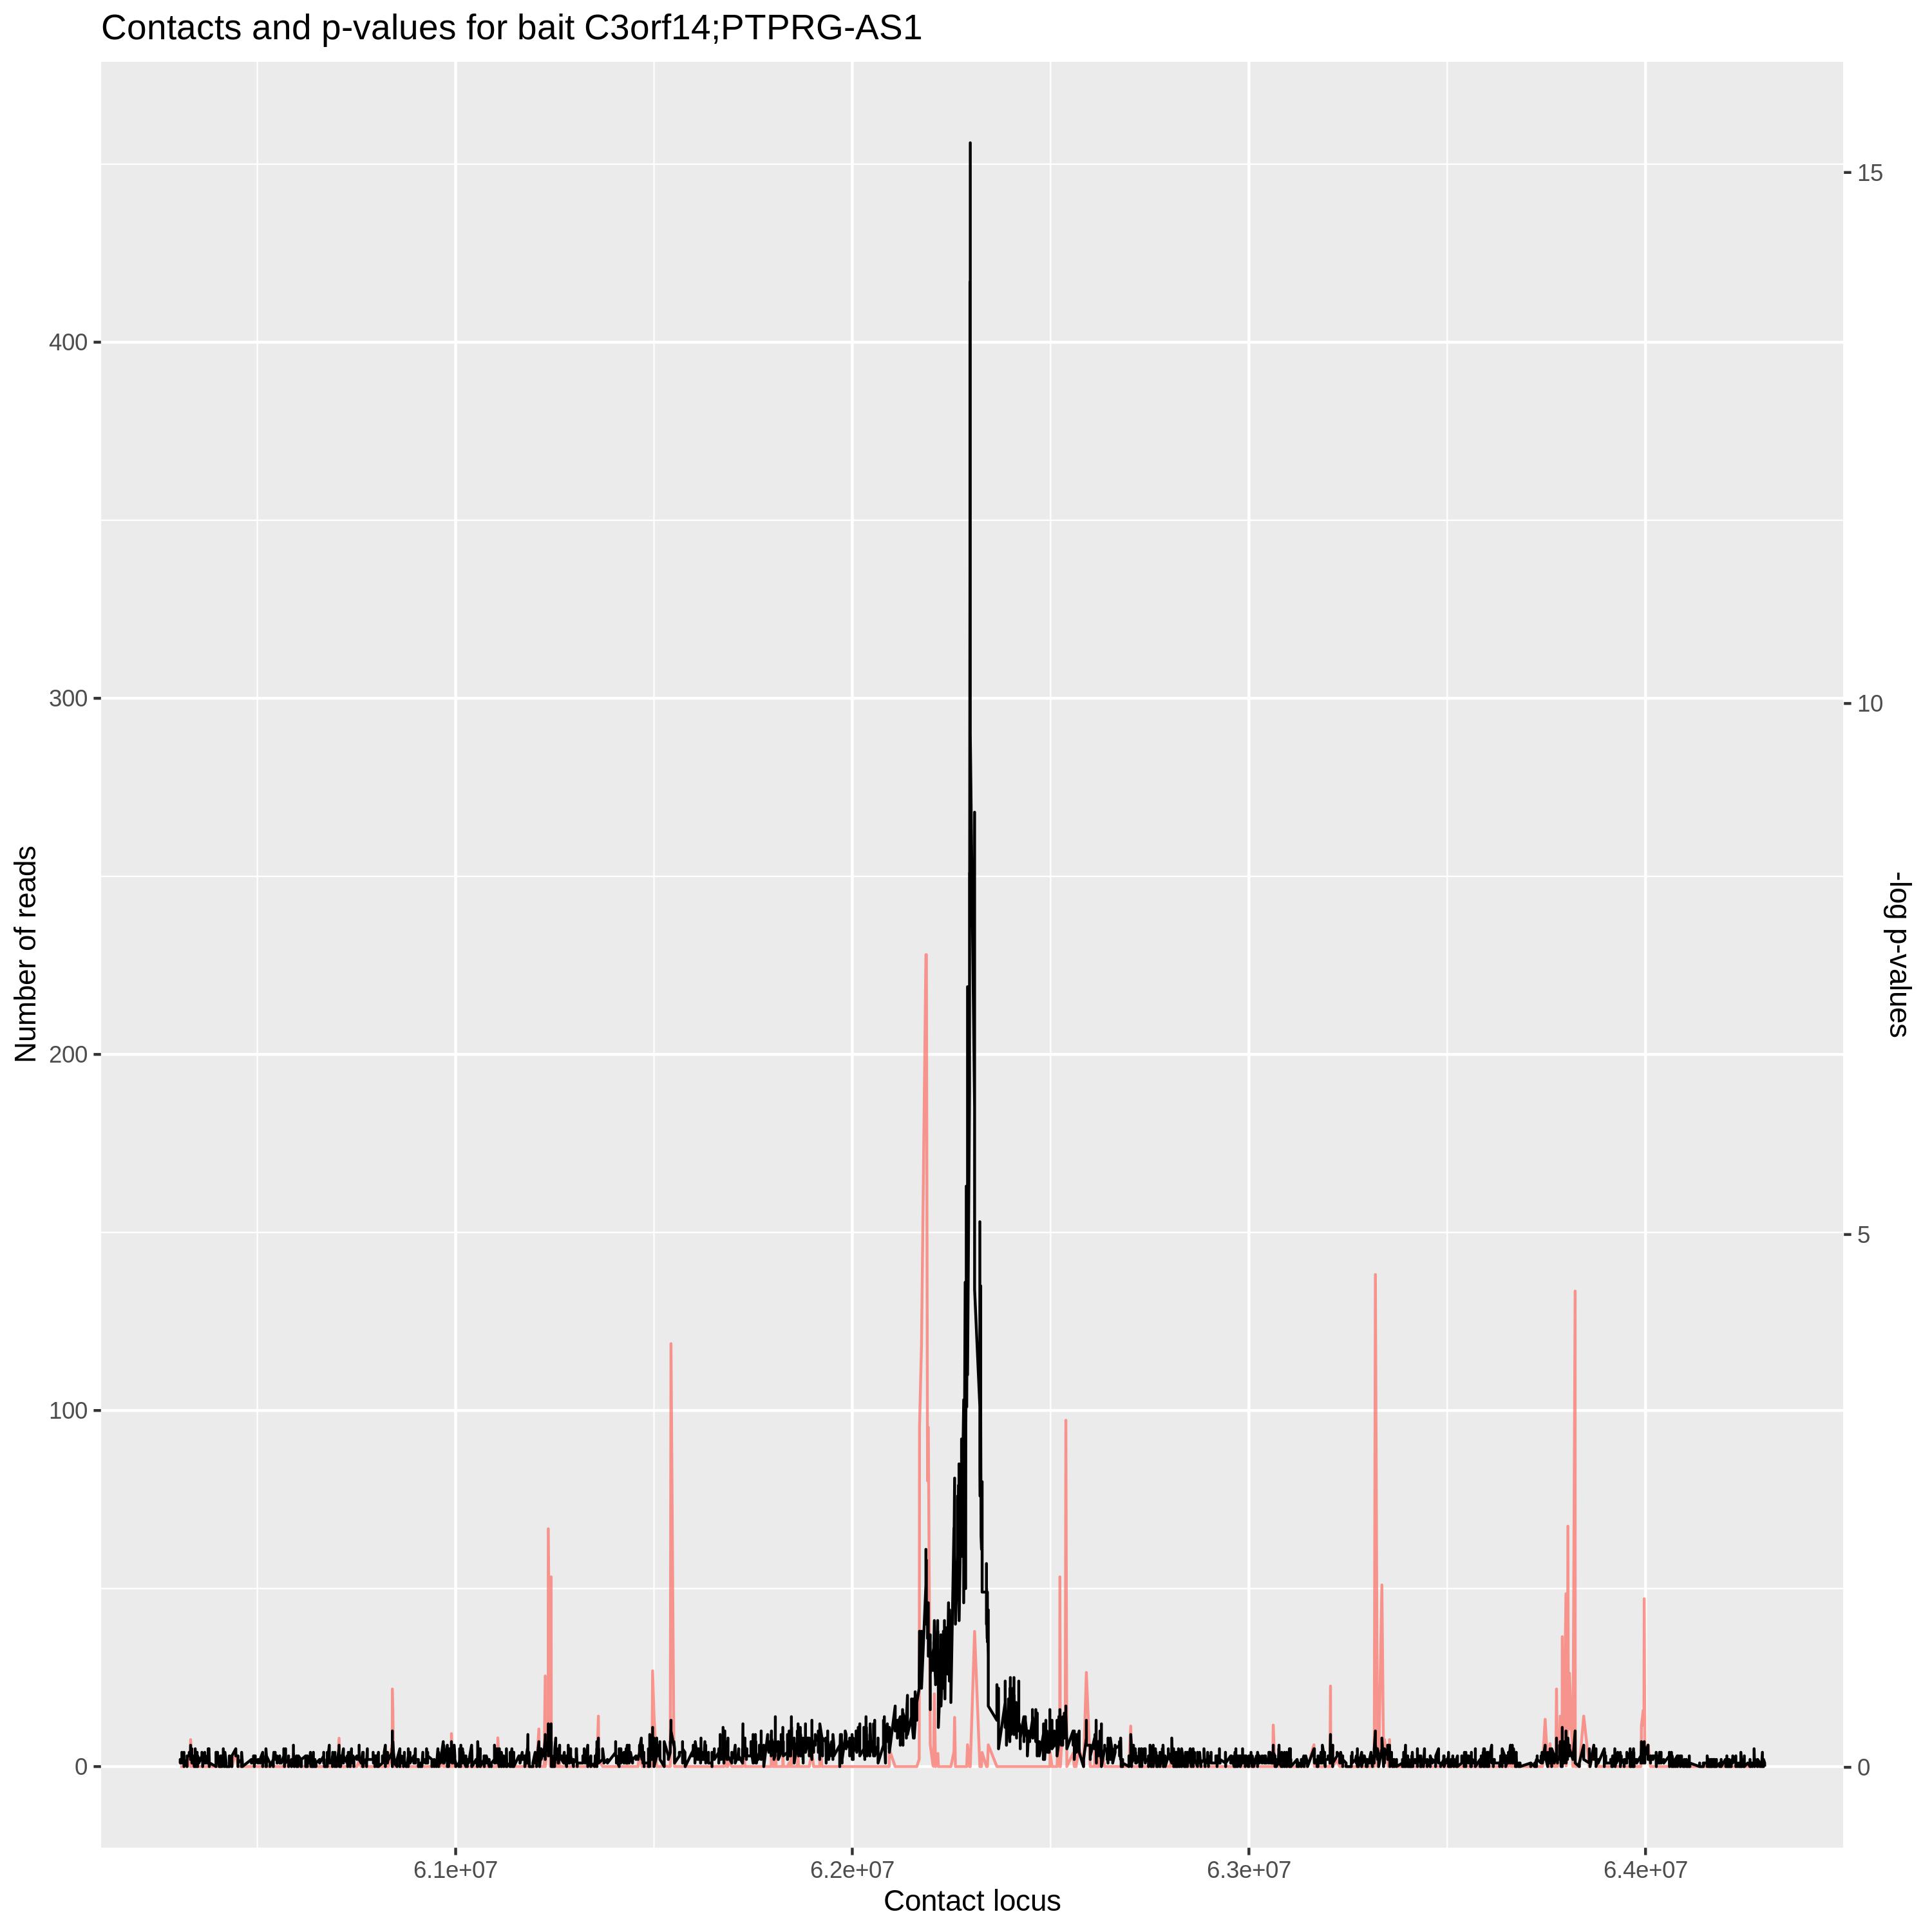 Contacts and p-values for bait C3orf14;PTPRG-AS1
Number of reads
400
300
200
100
0
15
10
5
0
-log p-values
6.1e+07 6.2e+07 6.3e+07 6.4e+07
Contact locus